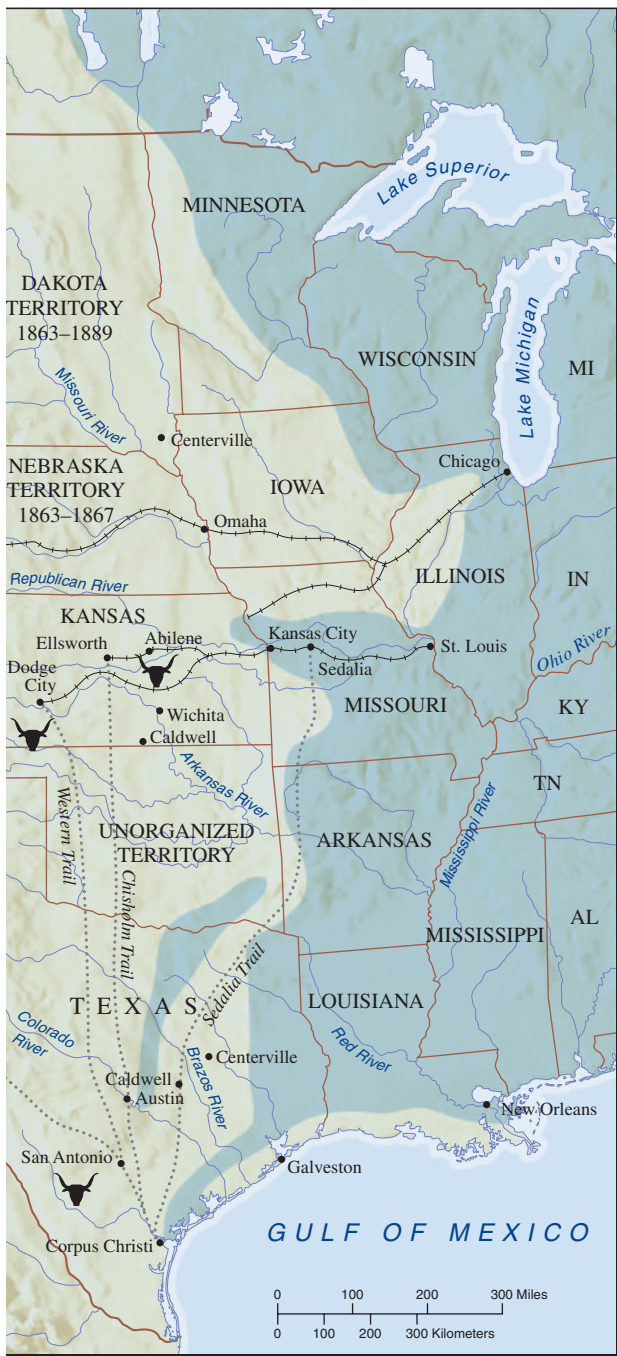 Lake Superior
MINNESOTA
DAKOTA
TERRITORY
1863–1889
WISCONSIN
Lake Michigan
MI
Missouri River
Centerville
NEBRASKA
TERRITORY
1863–1867
Chicago
IOWA
Omaha
Republican River
ILLINOIS
IN
KANSAS
Ellsworth
Abilene
Kansas City
St. Louis
Ohio River
Dodge
City
Sedalia
MISSOURI
KY
Wichita
Caldwell
Arkansas River
TN
Western Trail
Chisholm Trail
UNORGANIZED
TERRITORY
ARKANSAS
Mississippi River
MISSISSIPPI
AL
Sedalia Trail
TEXAS
LOUISIANA
Colorado
River
Red River
Brazos River
Centerville
Caldwell
Austin
New Orleans
San Antonio
Galveston
Corpus Christi
GULF OF MEXICO
0 100 200 300 Miles
0 100 200 300 Kilometers